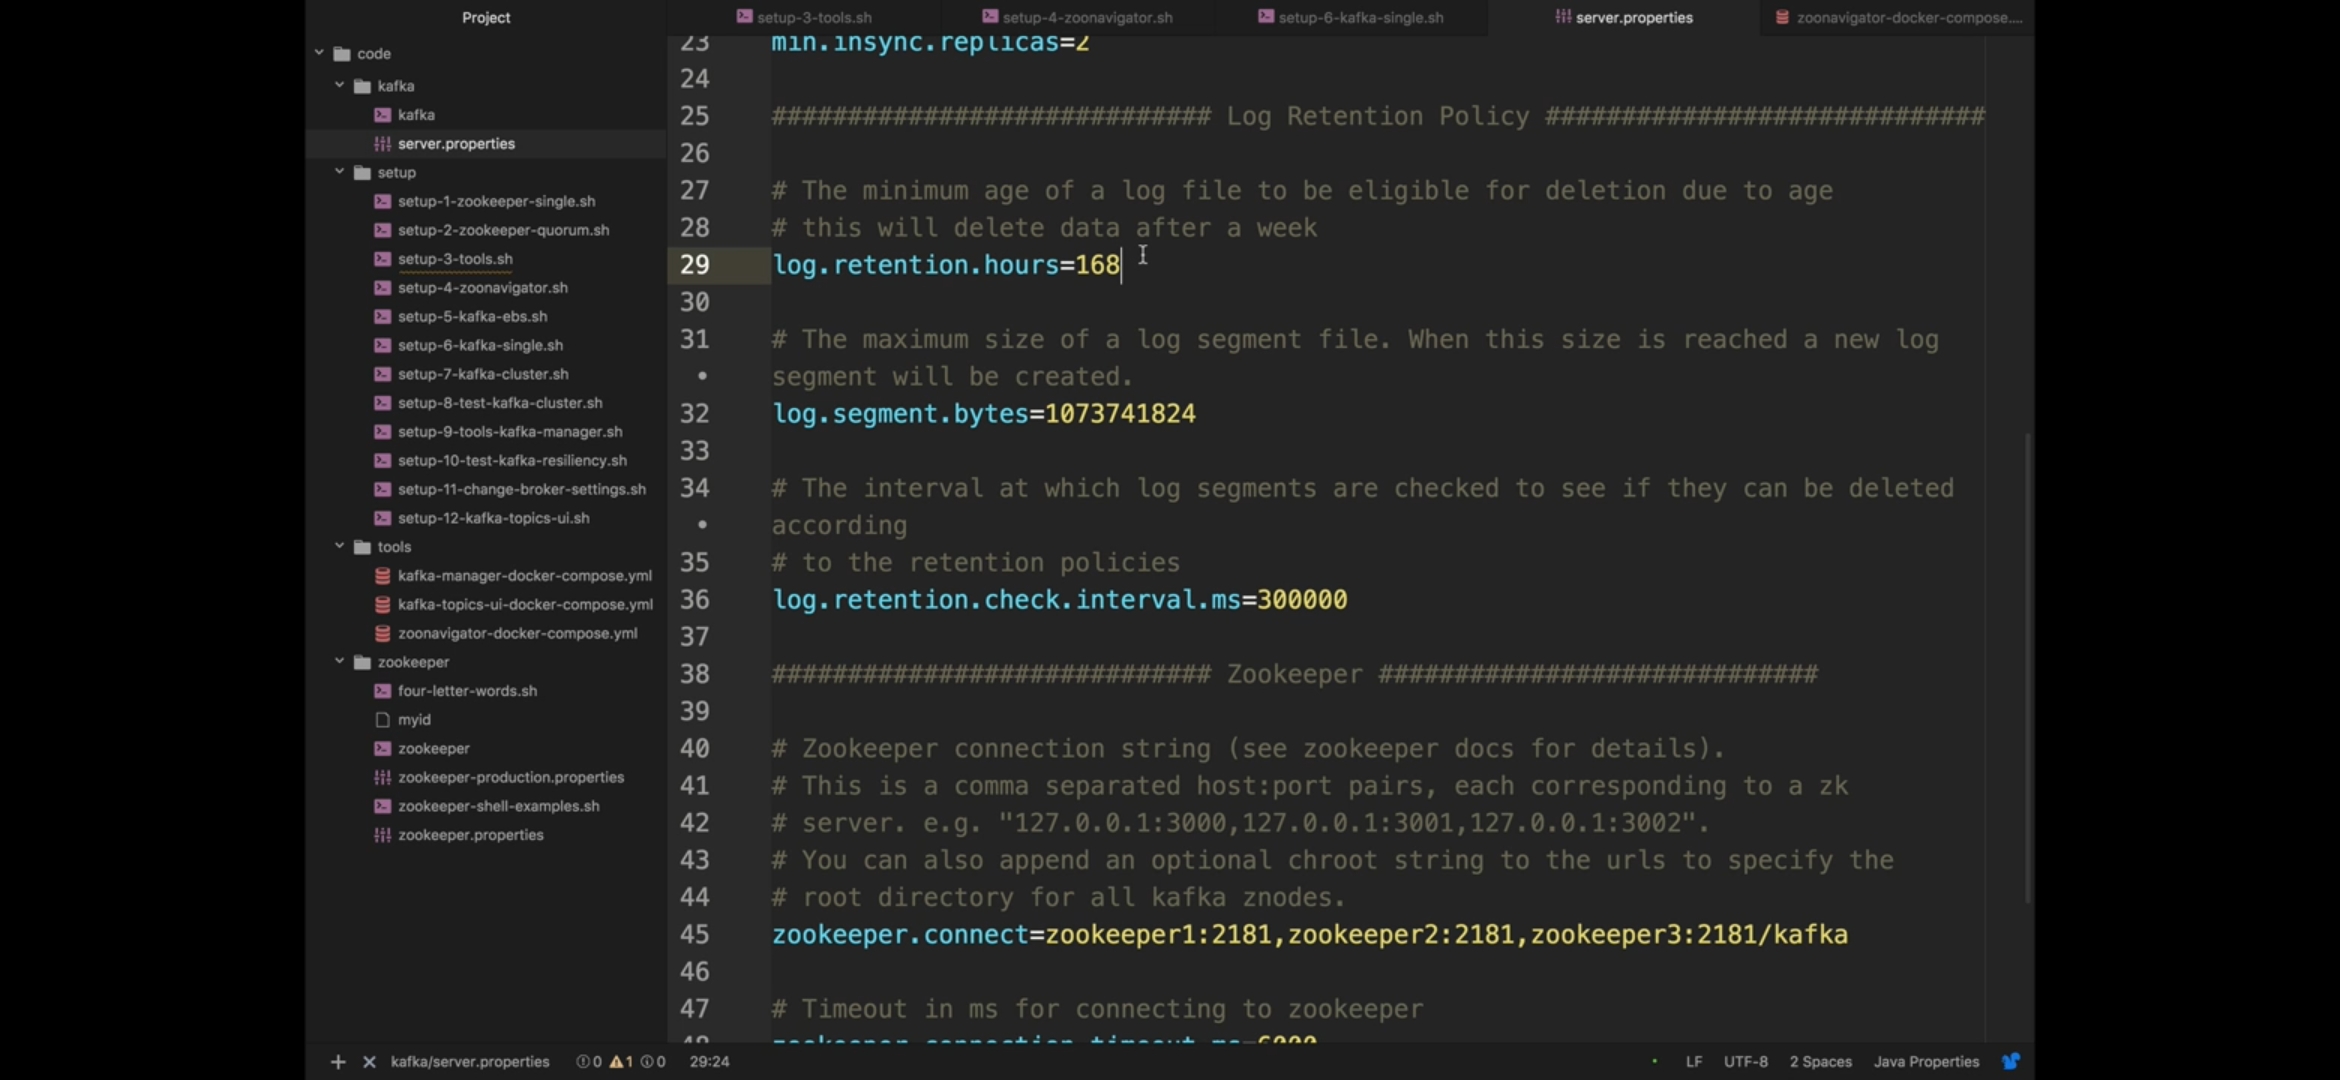 Project
setup-3-tools.sh
setup-4-zoonavigator.sh
setup-6-kafka-single.sh
server.properties
zoonavigator-docker-compose....
code
kafka
kafka
server.properties
setup
setup-1-zookeeper-single.sh
setup-2-zookeeper-quorum.sh
setup-3-tools.sh
setup-4-zoonavigator.sh
setup-5-kafka-ebs.sh
setup-6-kafka-single.sh
setup-7-kafka-cluster.sh
setup-8-test-kafka-cluster.sh
setup-9-tools-kafka-manager.sh
setup-10-test-kafka-resiliency.sh
setup-11-change-broker-settings.sh
setup-12-kafka-topics-ui.sh
tools
kafka-manager-docker-compose.yml
kafka-topics-ui-docker-compose.yml
zoonavigator-docker-compose.yml
zookeeper
four-letter-words.sh
myid
zookeeper
zookeeper-production.properties
zookeeper-shell-examples.sh
zookeeper.properties
23 min.insync.replicas=2
24
25 ############################# Log Retention Policy #############################
26
27 # The minimum age of a log file to be eligible for deletion due to age
28 # this will delete data after a week
29 log.retention.hours=168
30
31 # The maximum size of a log segment file. When this size is reached a new log
• segment will be created.
32 log.segment.bytes=1073741824
33
34 # The interval at which log segments are checked to see if they can be deleted
• according
35 # to the retention policies
36 log.retention.check.interval.ms=300000
37
38 ############################# Zookeeper #############################
39
40 # Zookeeper connection string (see zookeeper docs for details).
41 # This is a comma separated host:port pairs, each corresponding to a zk
42 # server. e.g. "127.0.0.1:3000,127.0.0.1:3001,127.0.0.1:3002".
43 # You can also append an optional chroot string to the urls to specify the
44 # root directory for all kafka znodes.
45 zookeeper.connect=zookeeper1:2181,zookeeper2:2181,zookeeper3:2181/kafka
46
47 # Timeout in ms for connecting to zookeeper
48 zookeeper.connection.timeout.ms=6000
kafka/server.properties 0 1 0 29:24 LF UTF-8 2 Spaces Java Properties